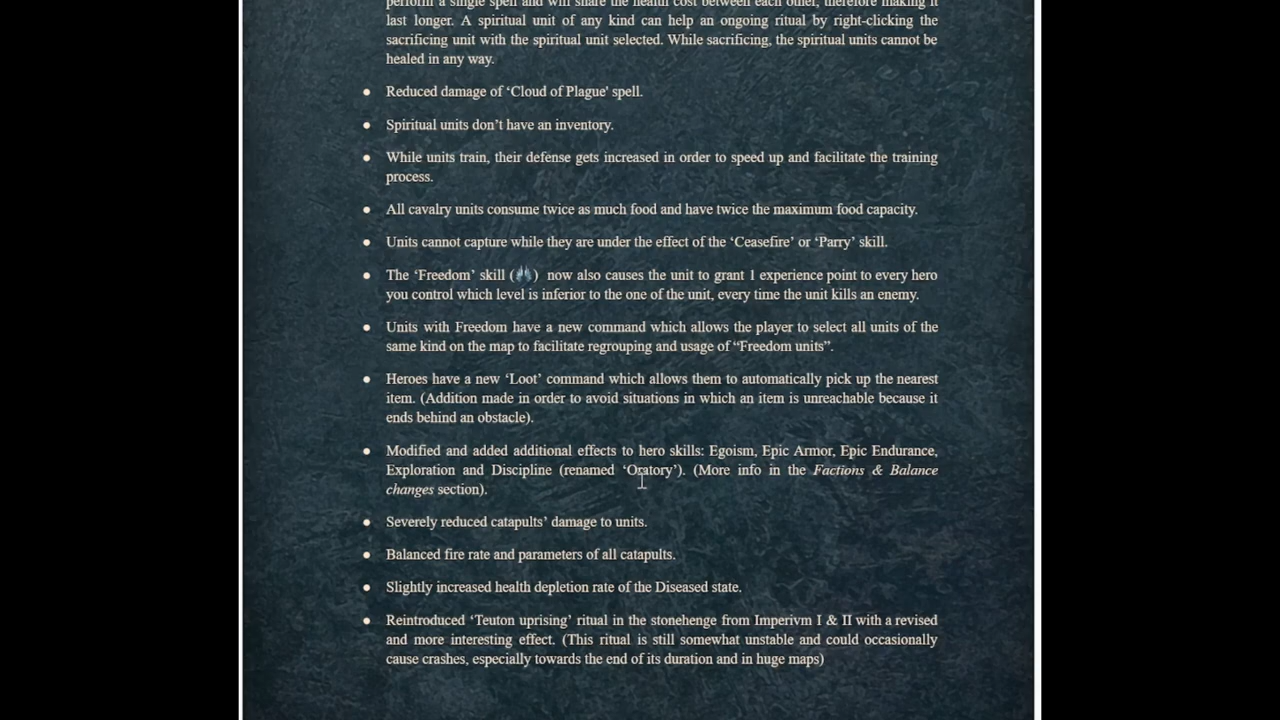 perform a single spell and will share the health cost between each other, therefore making it
last longer. A spiritual unit of any kind can help an ongoing ritual by right-clicking the
sacrificing unit with the spiritual unit selected. While sacrificing, the spiritual units cannot be
healed in any way.
• Reduced damage of ‘Cloud of Plague' spell.
• Spiritual units don’t have an inventory.
• While units train, their defense gets increased in order to speed up and facilitate the training
process.
• All cavalry units consume twice as much food and have twice the maximum food capacity.
• Units cannot capture while they are under the effect of the ‘Ceasefire’ or ‘Parry’ skill.
• The ‘Freedom’ skill ( ) now also causes the unit to grant 1 experience point to every hero
you control which level is inferior to the one of the unit, every time the unit kills an enemy.
• Units with Freedom have a new command which allows the player to select all units of the
same kind on the map to facilitate regrouping and usage of “Freedom units”.
• Heroes have a new ‘Loot’ command which allows them to automatically pick up the nearest
item. (Addition made in order to avoid situations in which an item is unreachable because it
ends behind an obstacle).
• Modified and added additional effects to hero skills: Egoism, Epic Armor, Epic Endurance,
Exploration and Discipline (renamed ‘Oratory’). (More info in the Factions & Balance
changes section).
• Severely reduced catapults’ damage to units.
• Balanced fire rate and parameters of all catapults.
• Slightly increased health depletion rate of the Diseased state.
• Reintroduced ‘Teuton uprising’ ritual in the stonehenge from Imperivm I & II with a revised
and more interesting effect. (This ritual is still somewhat unstable and could occasionally
cause crashes, especially towards the end of its duration and in huge maps)